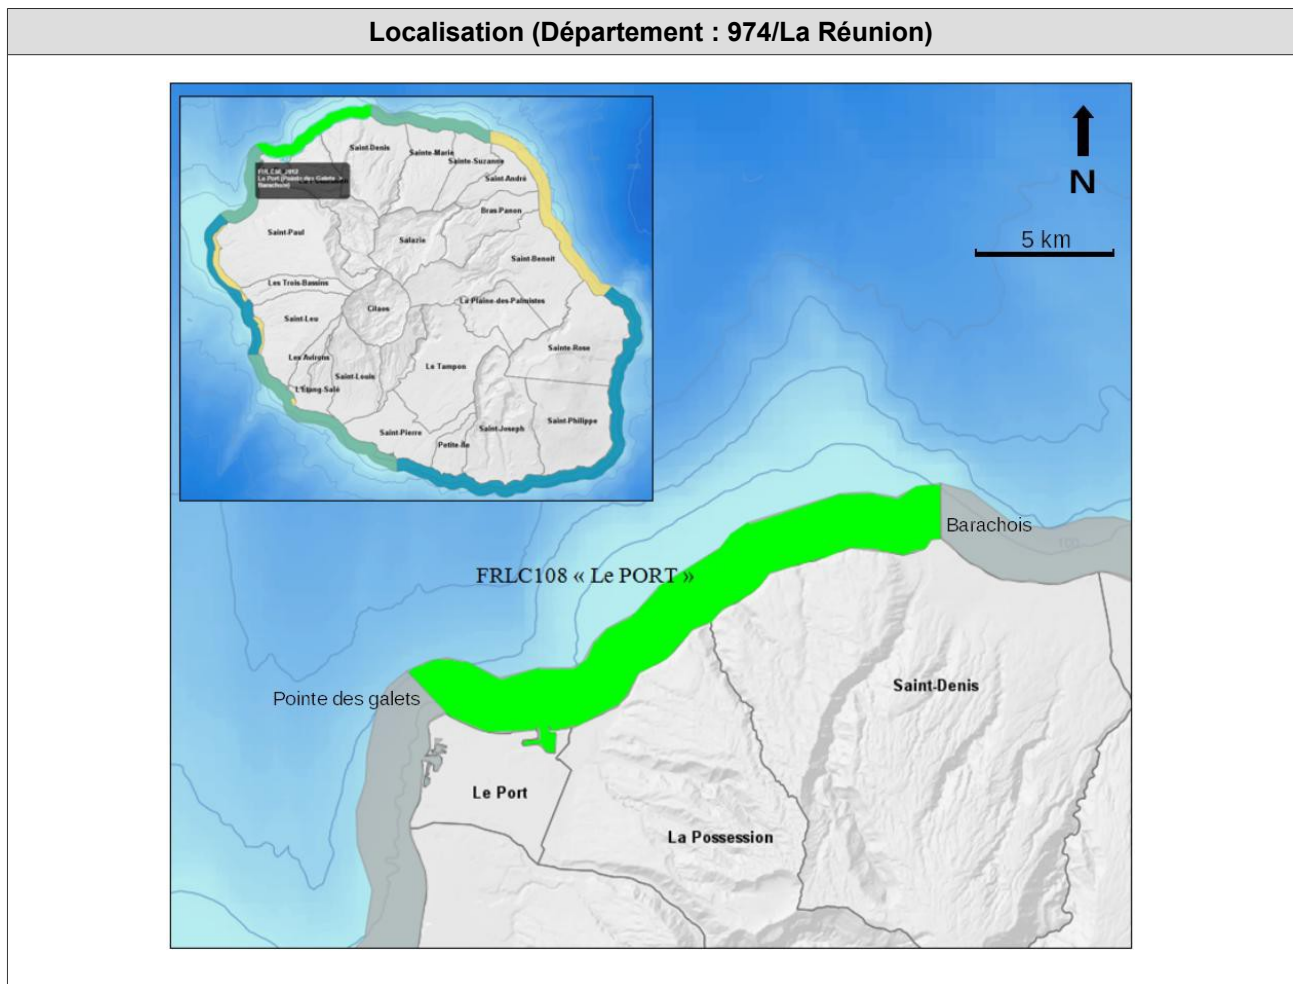 Localisation (Département : 974/La Réunion)
Saint-Denis
Sainte-Marie
Sainte-Suzanne
Saint-André
Bras-Panon
Saint-Paul
Salazie
Saint-Benoit
Les Trois-Bassins
La Plaine-des-Palmistes
Cilaos
Saint-Leu
Sainte-Rose
Les Avirons
Le Tampon
Saint-Louis
L'Etang-Salé
Saint-Philippe
Saint-Pierre
Saint-Joseph
Petite-Île
N
5 km
Barachois
100
FRLC108 « Le PORT »
Pointe des galets
Saint-Denis
Le Port
La Possession